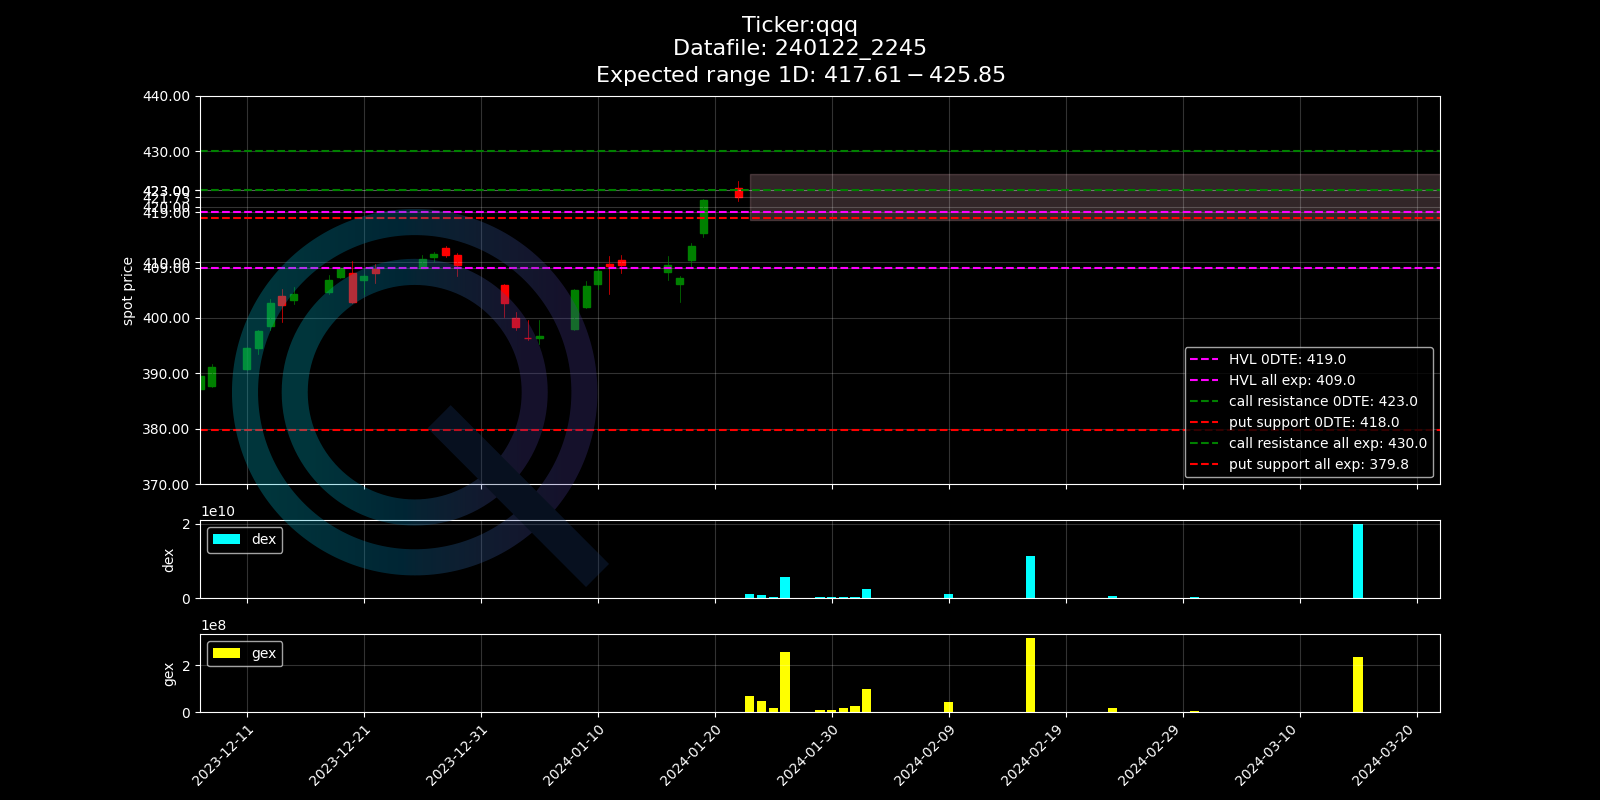 Ticker:qqq
Datafile: 240122_2245
Expected range 1D: 417.61 − 425.85
440.00
430.00
423.00
421.73
420.00
419.00
410.00
409.00
400.00
390.00
380.00
370.00
spot price
HVL 0DTE: 419.0
HVL all exp: 409.0
call resistance 0DTE: 423.0
put support 0DTE: 418.0
call resistance all exp: 430.0
put support all exp: 379.8
1e10
2
0
dex
dex
1e8
2
0
gex
gex
2023-12-11
2023-12-21
2023-12-31
2024-01-10
2024-01-20
2024-01-30
2024-02-09
2024-02-19
2024-02-29
2024-03-10
2024-03-20